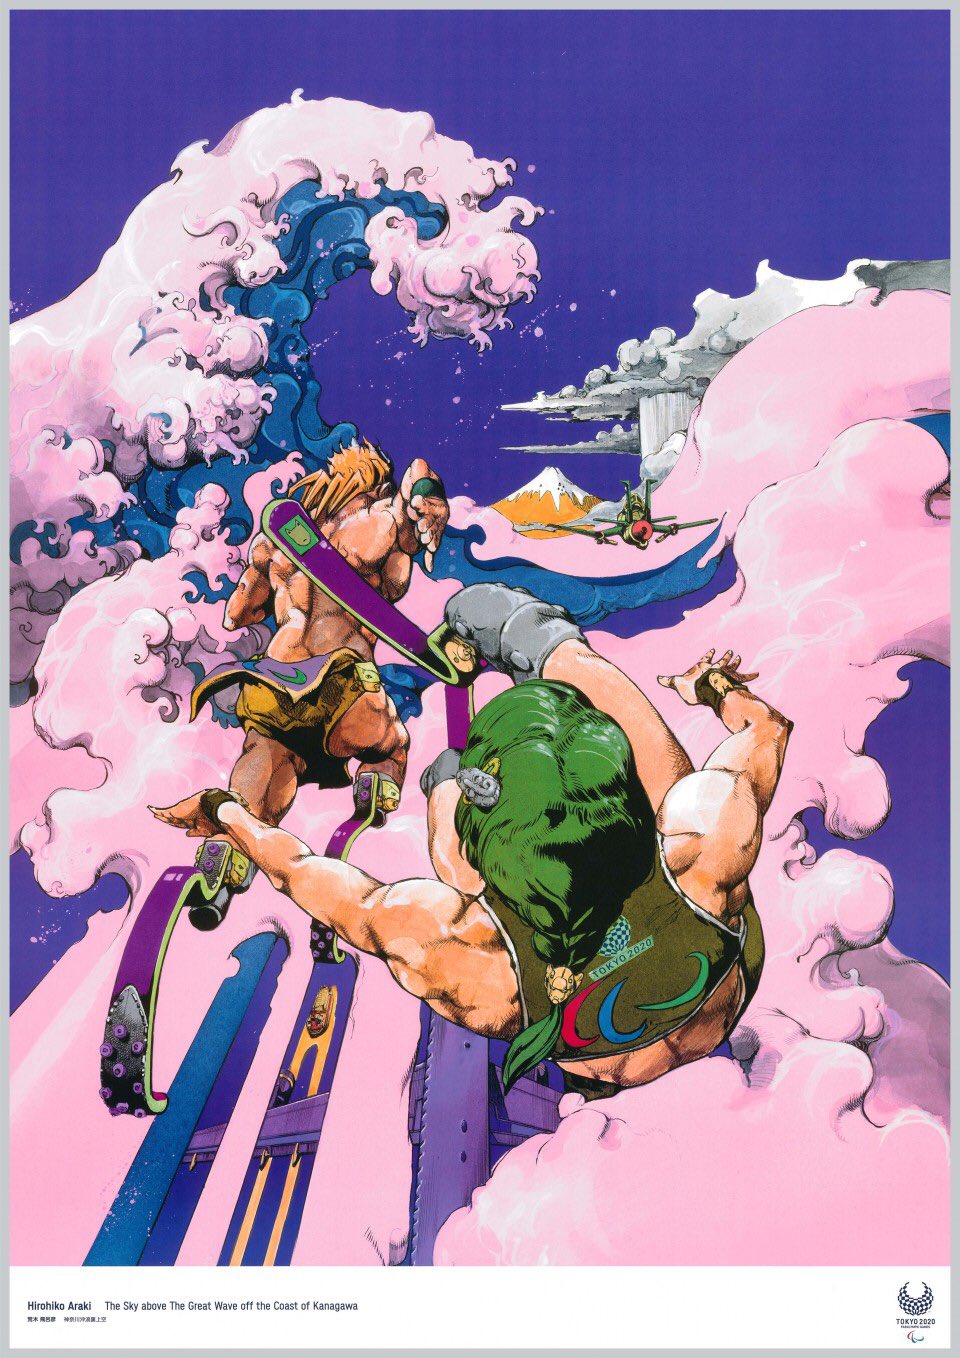 TOKYO 2020
Hirohiko Araki The Sky above The Great Wave off the Coast of Kanagawa
荒木 飛呂彦 神奈川沖浪裏上空
TOKYO 2020
PARALYMPIC GAMES